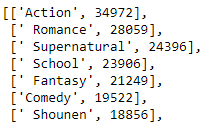 [['Action', 34972],
[' Romance', 28059],
[' Supernatural', 24396],
[' School', 23906],
[' Fantasy', 21249],
['Comedy', 19522],
[' Shounen', 18856],